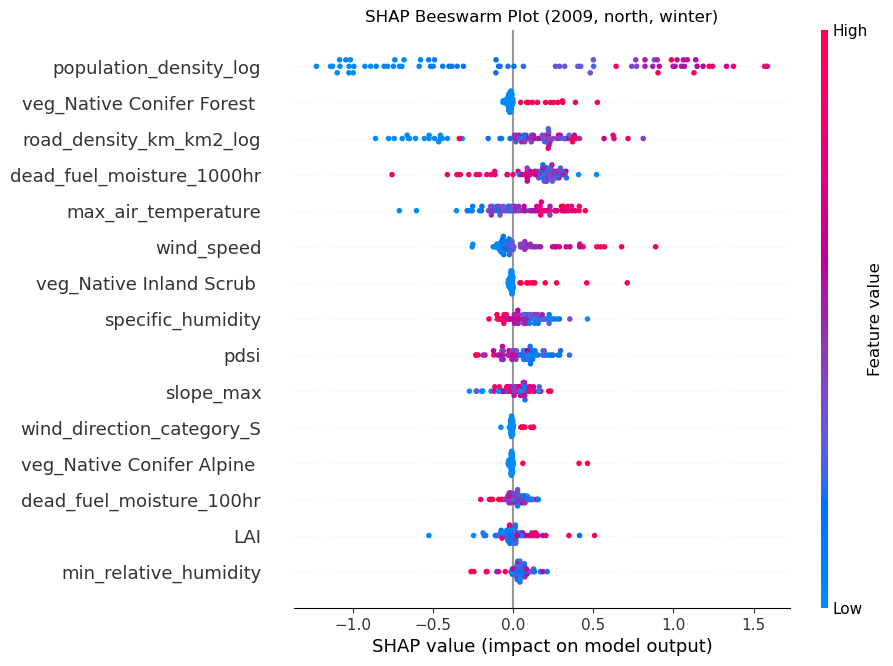 SHAP Beeswarm Plot (2009, north, winter)
High
population_density_log
veg_Native Conifer Forest
road_density_km_km2_log
dead_fuel_moisture_1000hr
max_air_temperature
wind_speed
veg_Native Inland Scrub
specific_humidity
pdsi
slope_max
wind_direction_category_S
veg_Native Conifer Alpine
dead_fuel_moisture_100hr
LAI
min_relative_humidity
Feature value
Low
−1.0 −0.5 0.0 0.5 1.0 1.5
SHAP value (impact on model output)